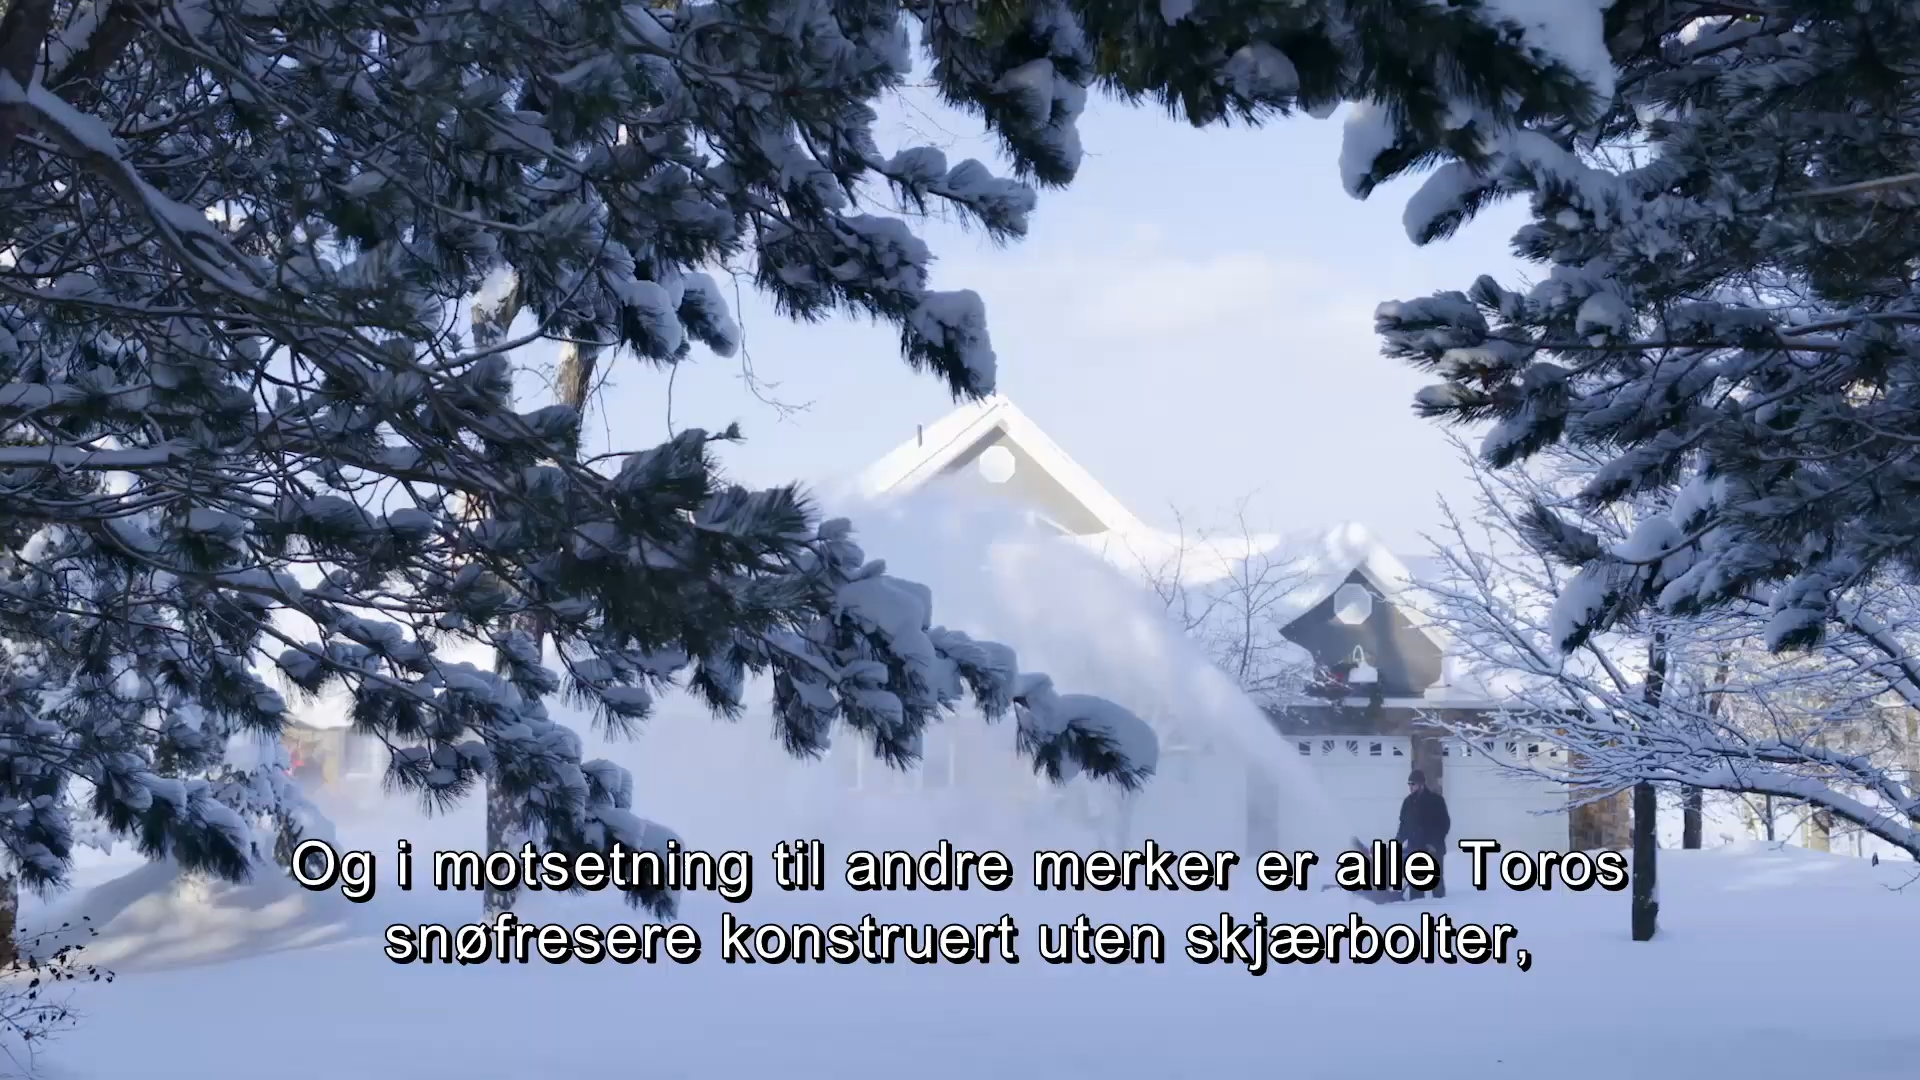 Og i motsetning til andre merker er alle Toros
snøfresere konstruert uten skjærbolter,